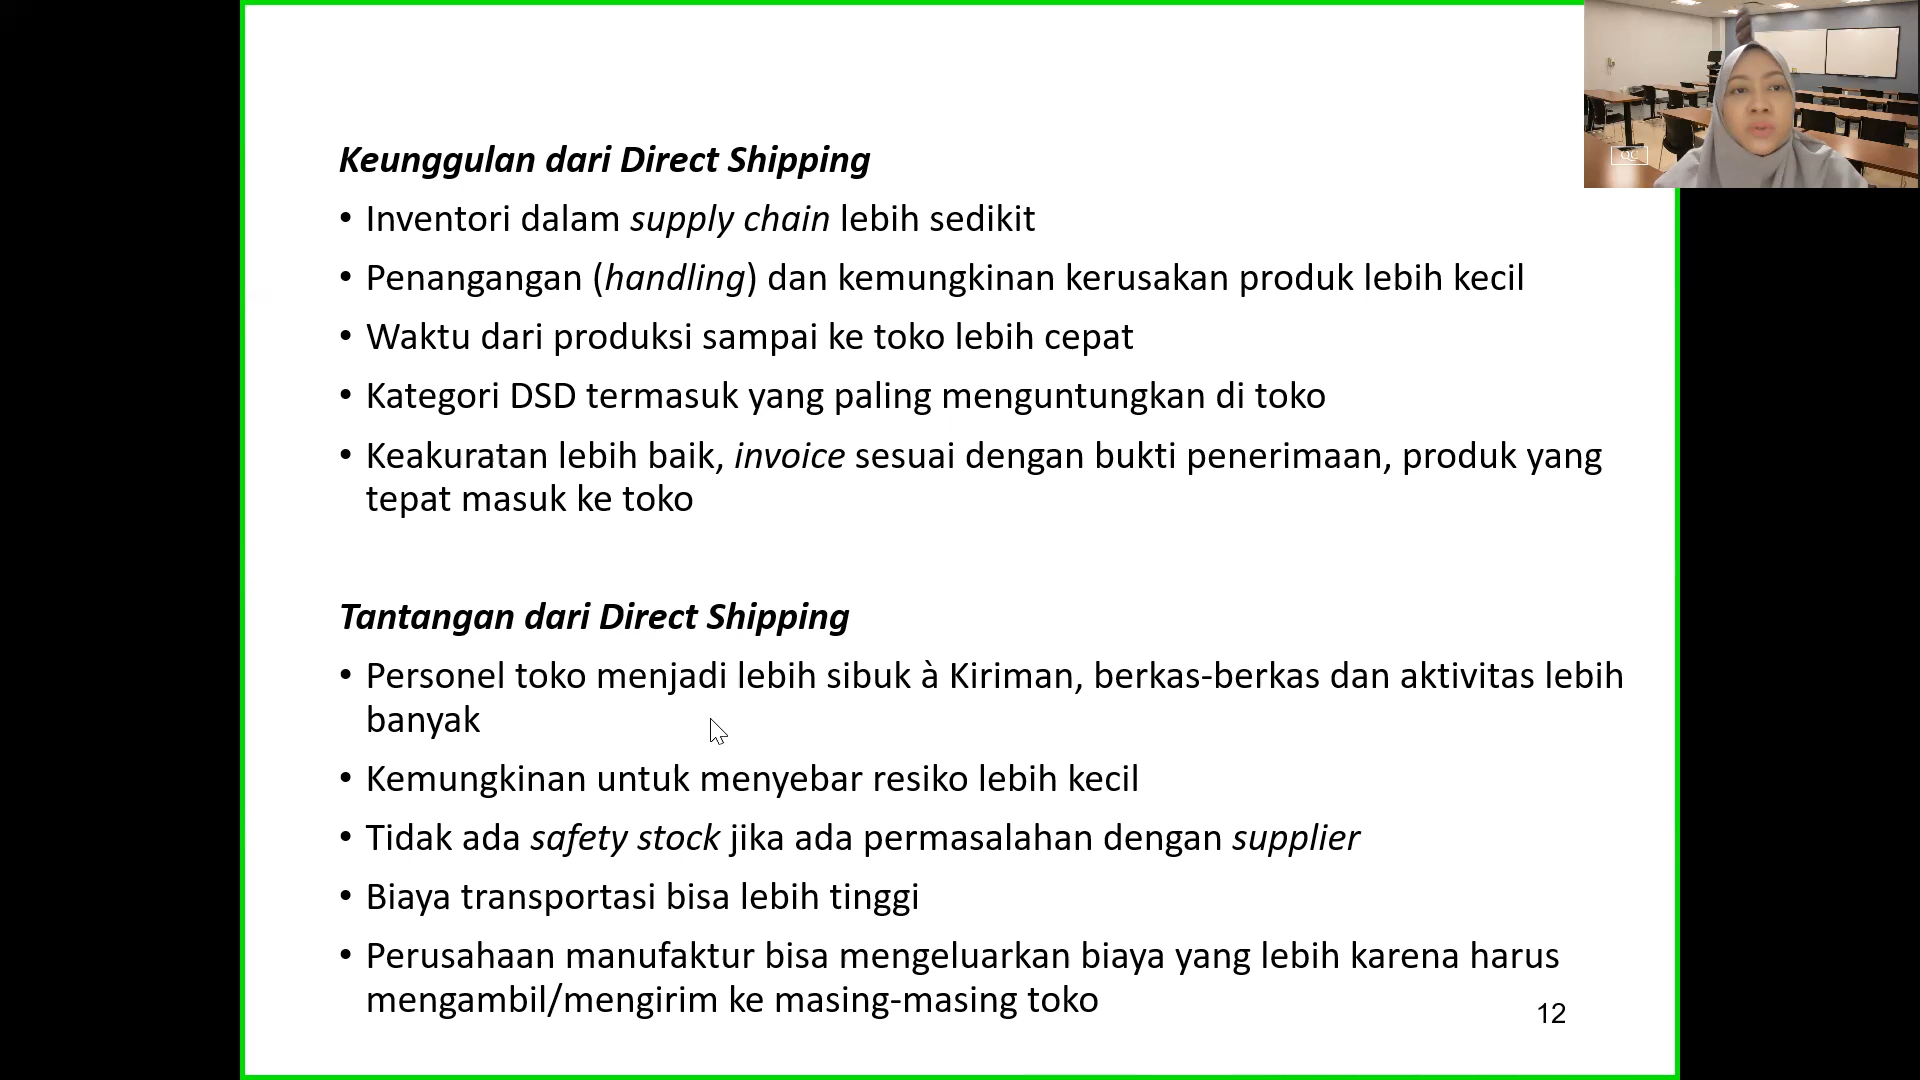 Keunggulan dari Direct Shipping
• Inventori dalam supply chain lebih sedikit
• Penangangan (handling) dan kemungkinan kerusakan produk lebih kecil
• Waktu dari produksi sampai ke toko lebih cepat
• Kategori DSD termasuk yang paling menguntungkan di toko
• Keakuratan lebih baik, invoice sesuai dengan bukti penerimaan, produk yang
tepat masuk ke toko
Tantangan dari Direct Shipping
• Personel toko menjadi lebih sibuk à Kiriman, berkas-berkas dan aktivitas lebih
banyak
• Kemungkinan untuk menyebar resiko lebih kecil
• Tidak ada safety stock jika ada permasalahan dengan supplier
• Biaya transportasi bisa lebih tinggi
• Perusahaan manufaktur bisa mengeluarkan biaya yang lebih karena harus
mengambil/mengirim ke masing-masing toko
12